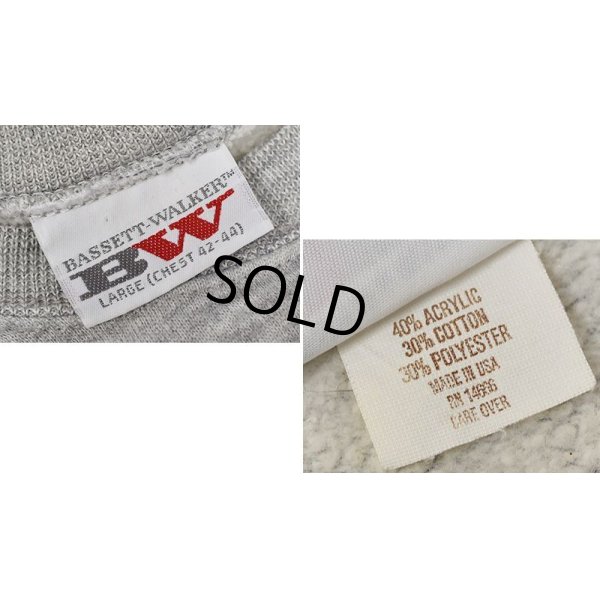 BASSETT-WALKER™
BW
LARGE (CHEST 42-44)
SOLD
40% ACRYLIC
30% COTTON
30% POLYESTER
MADE IN USA
RN 14666
CARE OVER